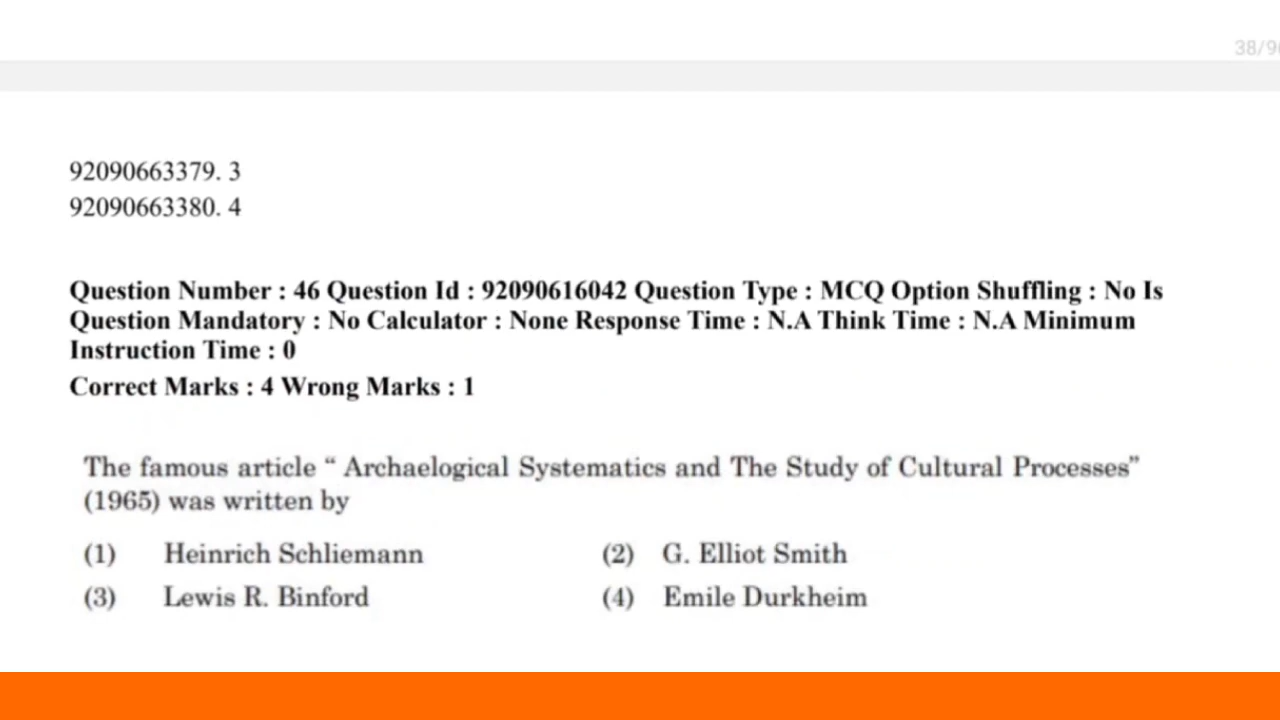 38/9
92090663379. 3
92090663380. 4
Question Number : 46 Question Id : 92090616042 Question Type : MCQ Option Shuffling : No Is
Question Mandatory : No Calculator : None Response Time : N.A Think Time : N.A Minimum
Instruction Time : 0
Correct Marks : 4 Wrong Marks : 1
The famous article “ Archaelogical Systematics and The Study of Cultural Processes”
(1965) was written by
(1) Heinrich Schliemann (2) G. Elliot Smith
(3) Lewis R. Binford (4) Emile Durkheim